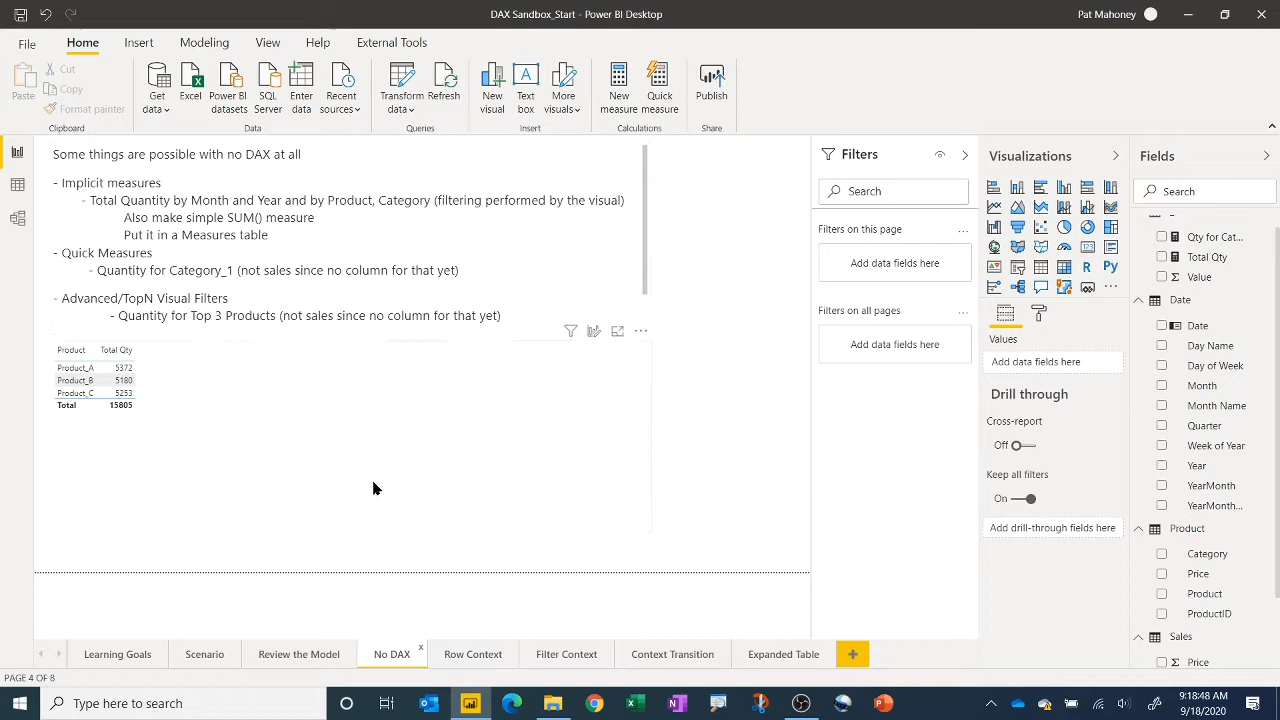 DAX Sandbox_Start - Power BI Desktop
Pat Mahoney
File
Home
Insert
Modeling
View
Help
External Tools
Paste
Cut
Copy
Format painter
Clipboard
Get data
Excel
Power BI datasets
SQL Server
Enter data
Recent sources
Data
Transform data
Refresh
Queries
New visual
Text box
More visuals
Insert
New measure
Quick measure
Calculations
Publish
Share
Some things are possible with no DAX at all
- Implicit measures
- Total Quantity by Month and Year and by Product, Category (filtering performed by the visual)
Also make simple SUM() measure
Put it in a Measures table
- Quick Measures
- Quantity for Category_1 (not sales since no column for that yet)
- Advanced/TopN Visual Filters
- Quantity for Top 3 Products (not sales since no column for that yet)
Product Total Qty
Product_A 5372
Product_B 5180
Product_C 5253
Total 15805
Filters
Search
Filters on this page
...
Add data fields here
Filters on all pages
...
Add data fields here
Visualizations
R
Py
123
...
Values
Add data fields here
Drill through
Cross-report
Off
Keep all filters
On
Add drill-through fields here
Fields
Search
Qty for Cat...
Total Qty
Σ Value
Date
Date
Day Name
Day of Week
Month
Month Name
Quarter
Week of Year
Year
YearMonth
YearMonth...
Product
Category
Price
Product
ProductID
Sales
Σ Price
Learning Goals
Scenario
Review the Model
No DAX
x
Row Context
Filter Context
Context Transition
Expanded Table
+
PAGE 4 OF 8
Type here to search
9:18:48 AM
9/18/2020